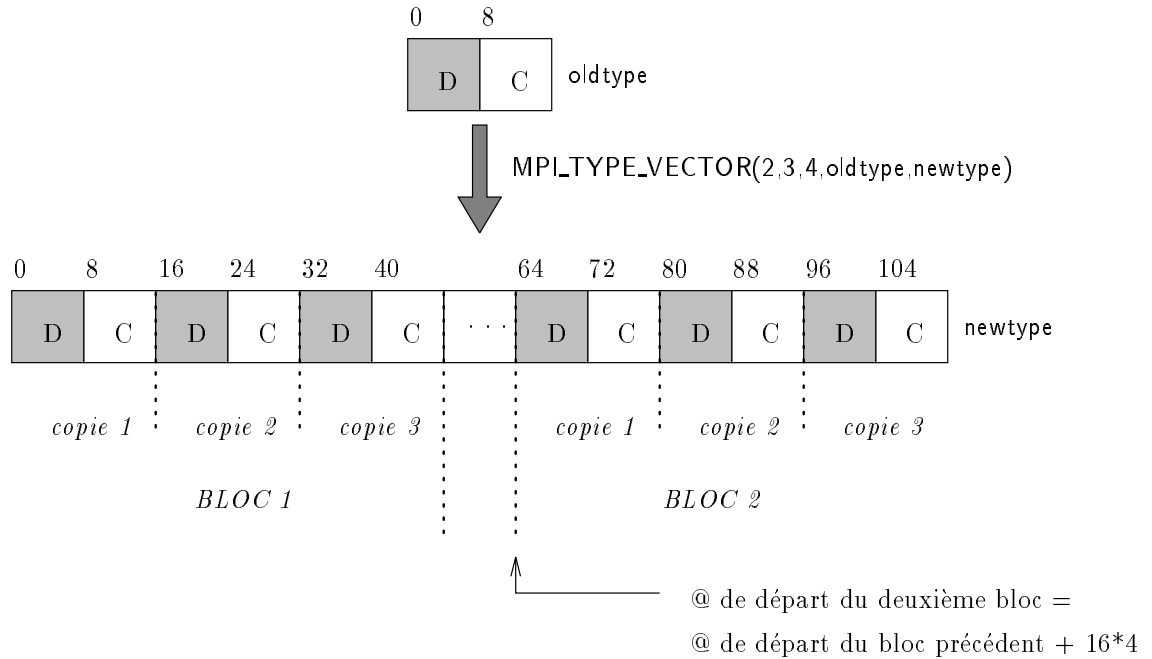 0 8
D C oldtype
MPI_TYPE_VECTOR(2,3,4,oldtype,newtype)
0 8 16 24 32 40 64 72 80 88 96 104
D C D C D C . . . D C D C D C newtype
copie 1 copie 2 copie 3 copie 1 copie 2 copie 3
BLOC 1 BLOC 2
@ de départ du deuxième bloc =
@ de départ du bloc précédent + 16*4